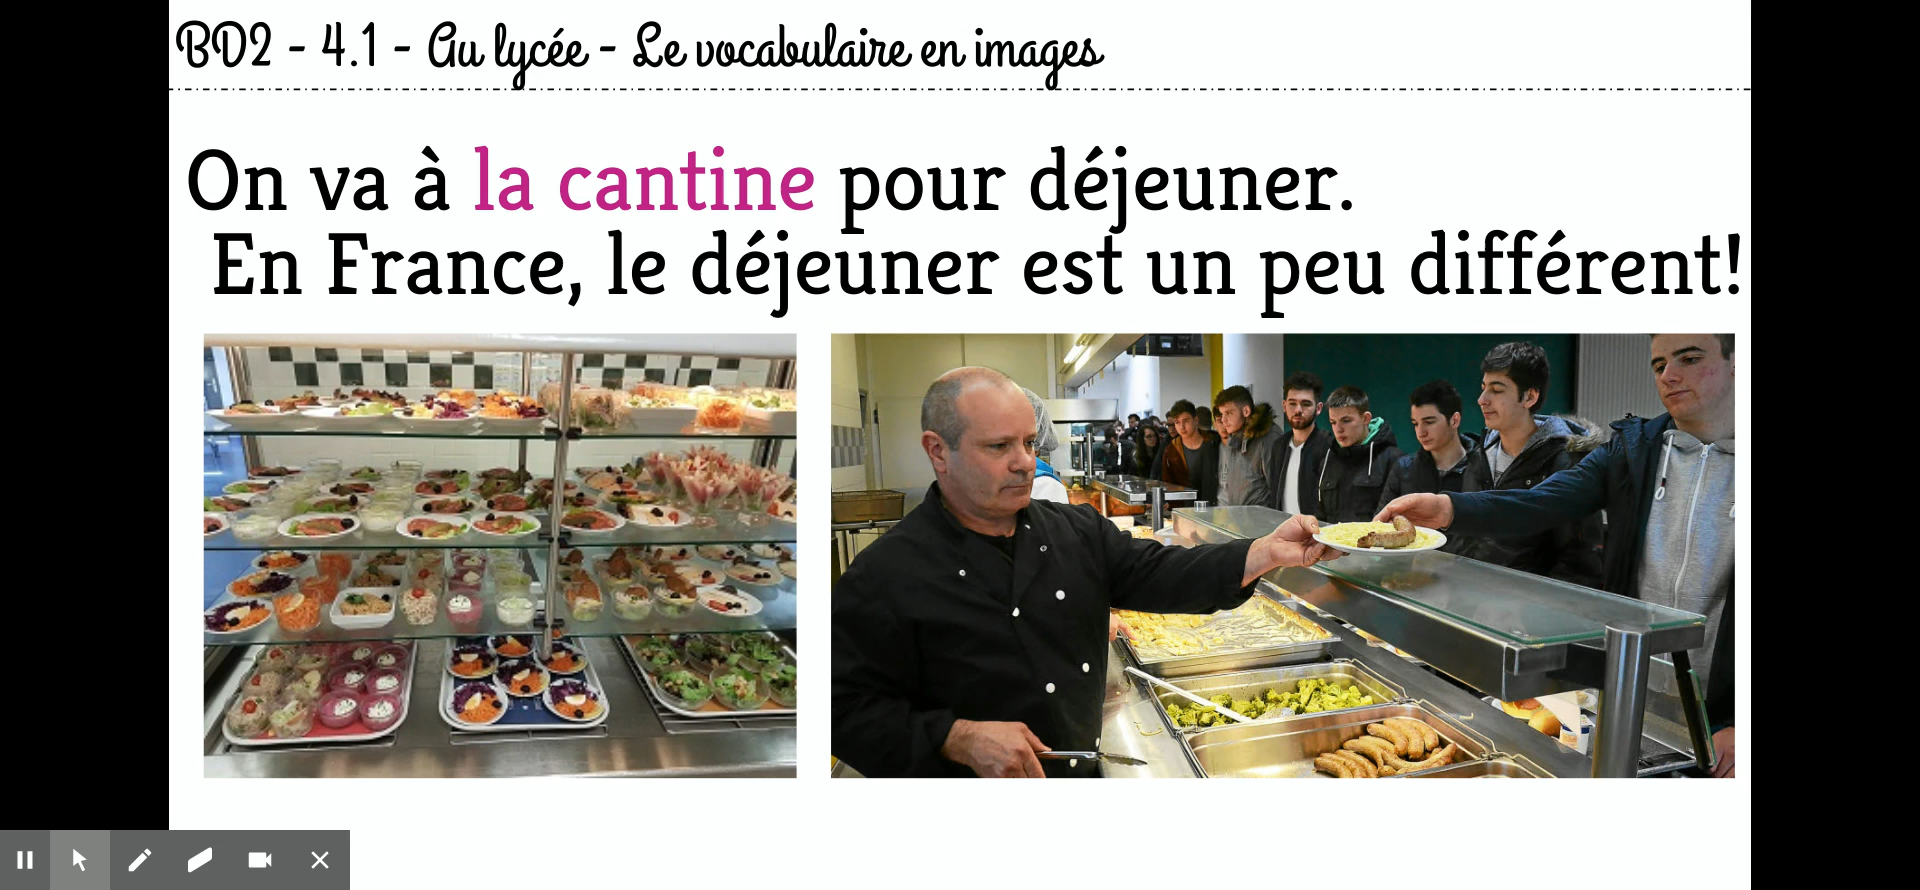 BD2 - 4.1 - Au lycée - Le vocabulaire en images
On va à la cantine pour déjeuner.
En France, le déjeuner est un peu différent!